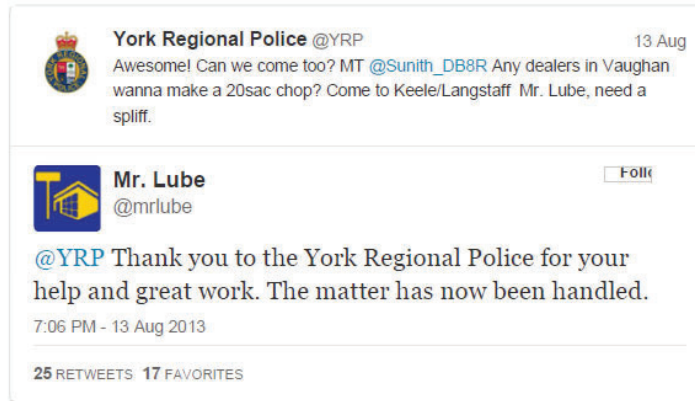 York Regional Police @YRP 13 Aug
Awesome! Can we come too? MT @Sunith_DB8R Any dealers in Vaughan
wanna make a 20sac chop? Come to Keele/Langstaff Mr. Lube, need a
spliff.
Mr. Lube
@mrlube
@YRP Thank you to the York Regional Police for your
help and great work. The matter has now been handled.
7:06 PM - 13 Aug 2013
25 RETWEETS 17 FAVORITES